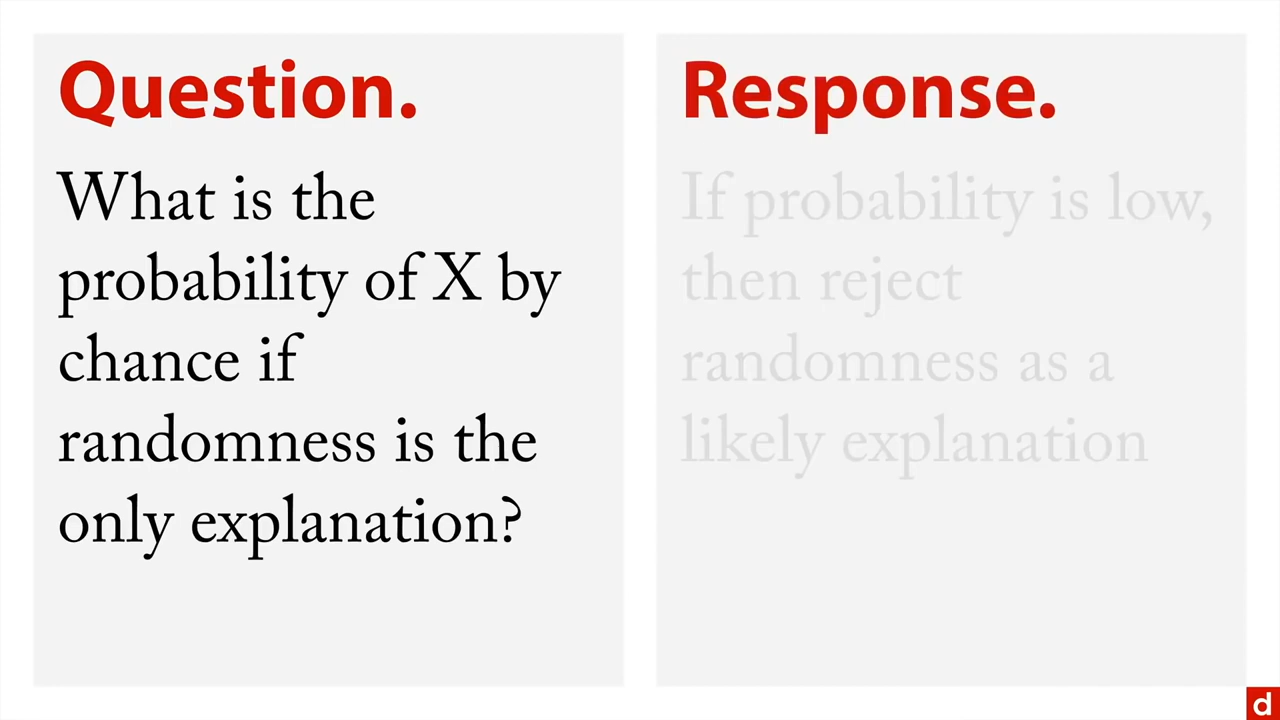 Question.
What is the
probability of X by
chance if
randomness is the
only explanation?
Response.
If probability is low,
then reject
randomness as a
likely explanation
d